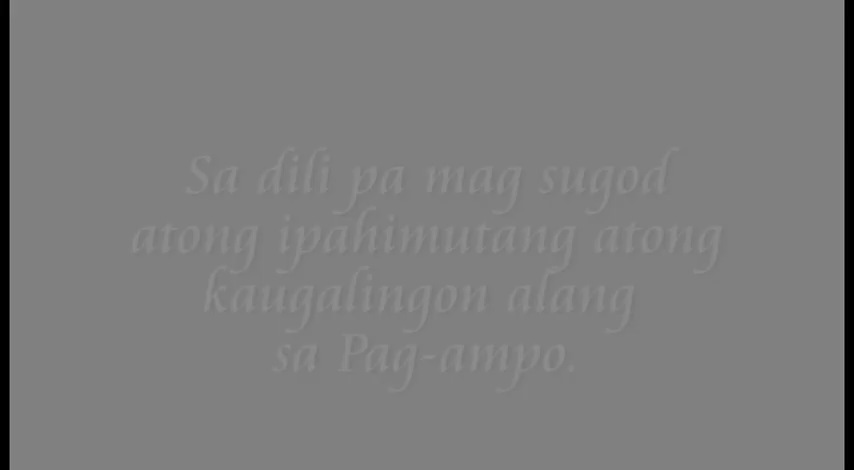 Sa dili pa mag sugod
atong ipahimutang atong
kaugalingon alang
sa Pag-ampo.